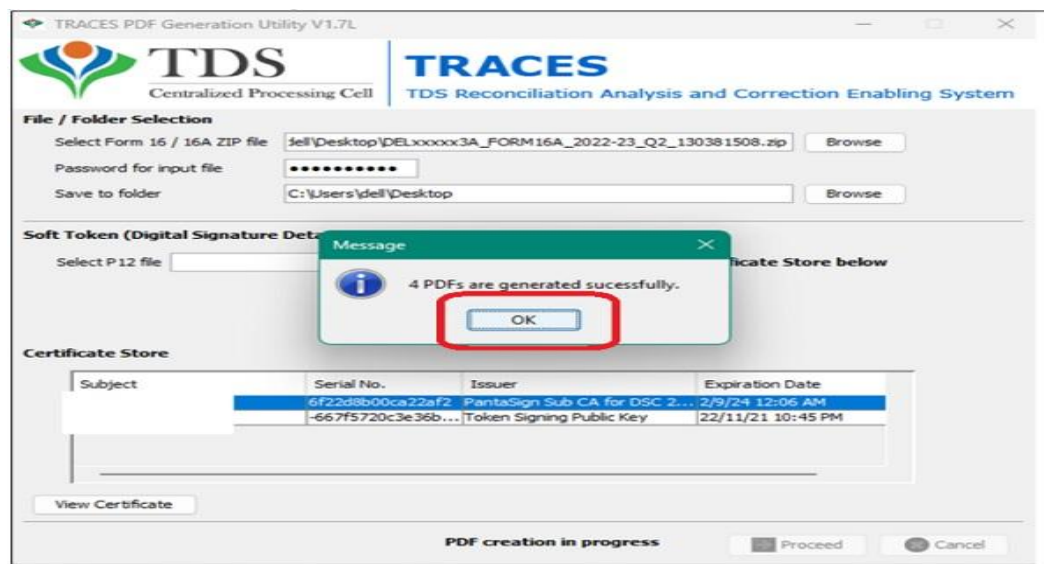 TRACES PDF Generation Utility V1.7L
TDS
Centralized Processing Cell
TRACES
TDS Reconciliation Analysis and Correction Enabling System
File / Folder Selection
Select Form 16 / 16A ZIP file dell\Desktop\DELxxxxx3A_FORM16A_2022-23_Q2_130381508.zip Browse
Password for input file ●●●●●●●●●●
Save to folder C:\Users\dell\Desktop Browse
Soft Token (Digital Signature Deta
Message
Select P12 file
ificate Store below
4 PDFs are generated sucessfully.
OK
Certificate Store
Subject Serial No. Issuer Expiration Date
6f22d8b00ca22af2 PantaSign Sub CA for DSC 2... 2/9/24 12:06 AM
-667f5720c3e36b... Token Signing Public Key 22/11/21 10:45 PM
View Certificate
PDF creation in progress Proceed Cancel